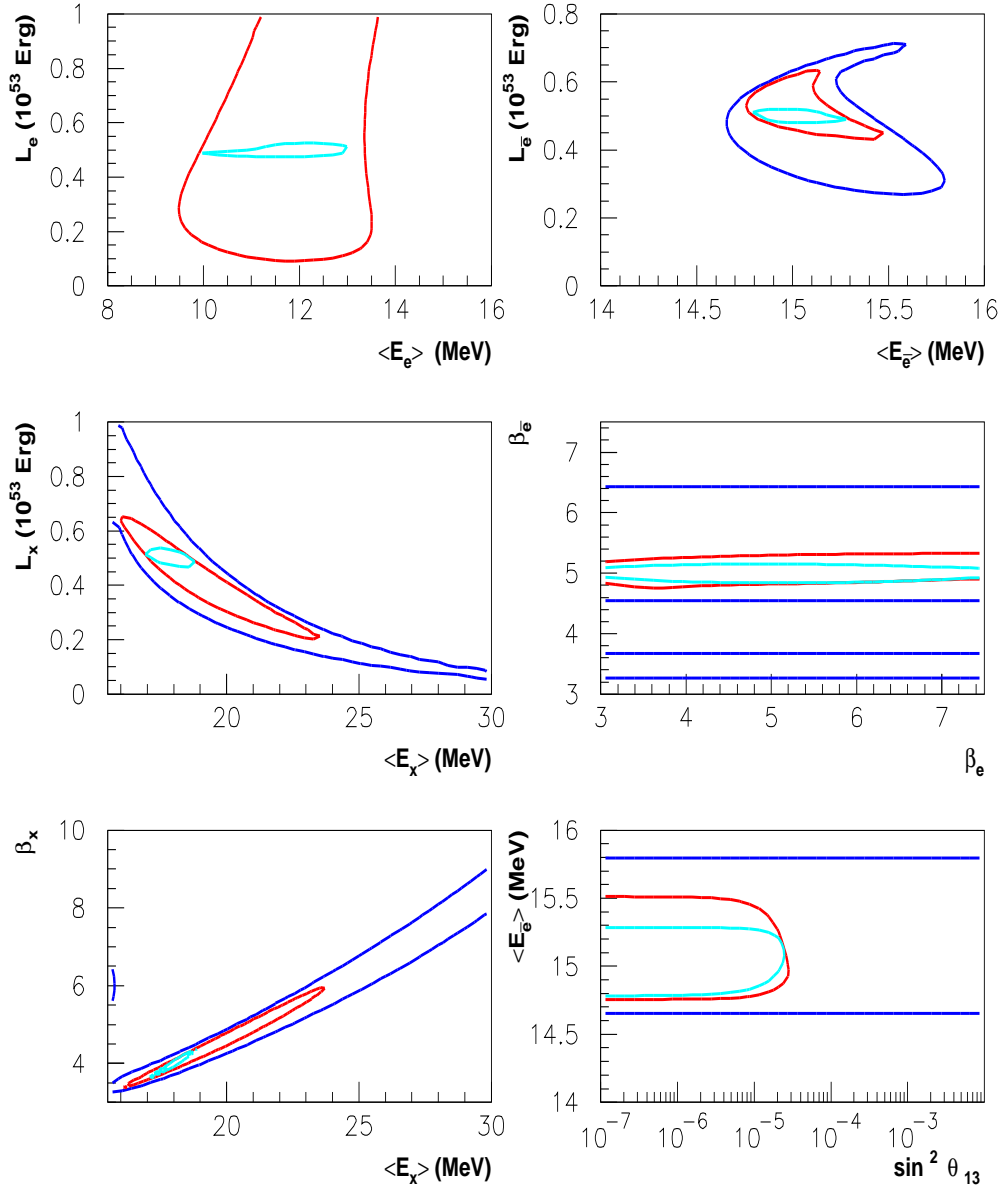 L_e (10^53 Erg)
1
0.8
0.6
0.4
0.2
0
8 10 12 14 16
<E_e> (MeV)
L_ē (10^53 Erg)
0.8
0.6
0.4
0.2
0
14 14.5 15 15.5 16
<E_ē> (MeV)
L_x (10^53 Erg)
1
0.8
0.6
0.4
0.2
0
20 25 30
<E_x> (MeV)
β_ē
7
6
5
4
3
3 4 5 6 7
β_e
β_x
10
8
6
4
20 25 30
<E_x> (MeV)
<E_ē> (MeV)
16
15.5
15
14.5
14
10^-7 10^-6 10^-5 10^-4 10^-3
sin^2 θ_13